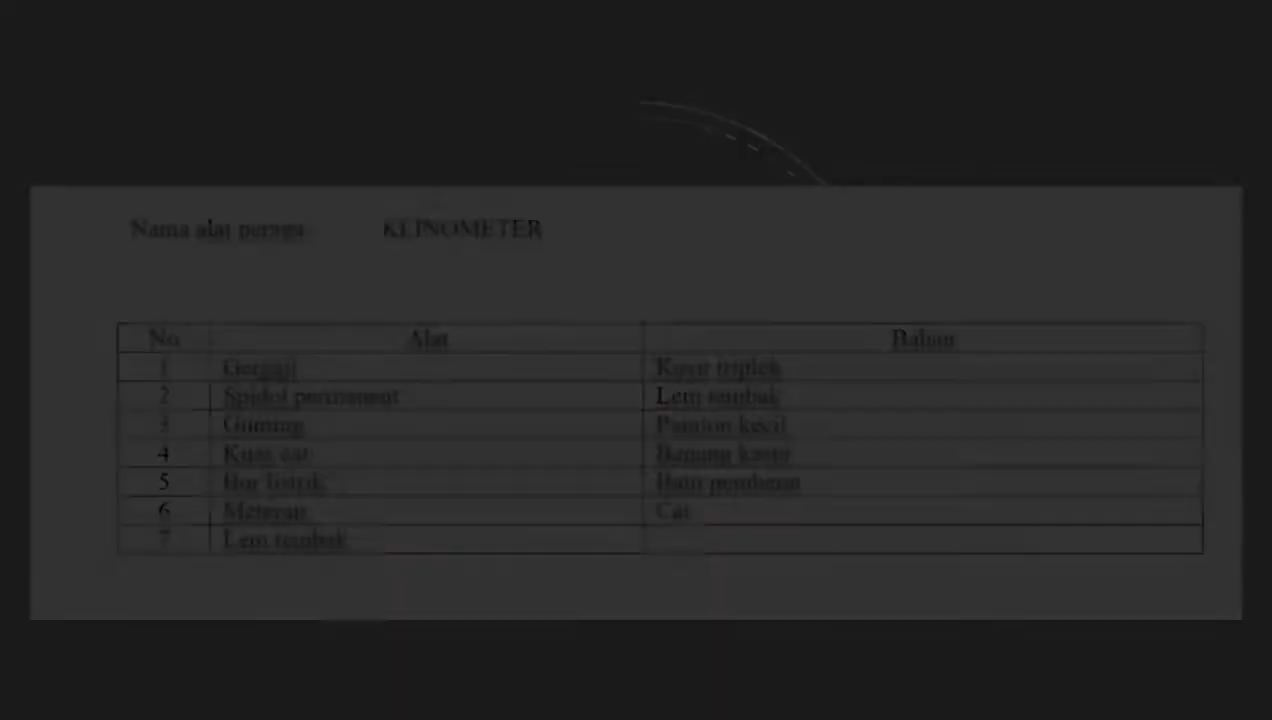 Nama alat peraga KLINOMETER
No Alat Bahan
1 Gergaji Kayu triplek
2 Spidol permanent Lem tembak
3 Gunting kecil
4 Kuas cat Benang kasur
5 Bor listrik Batu pemberat
6 Meteran Cat
7 Lem tembak